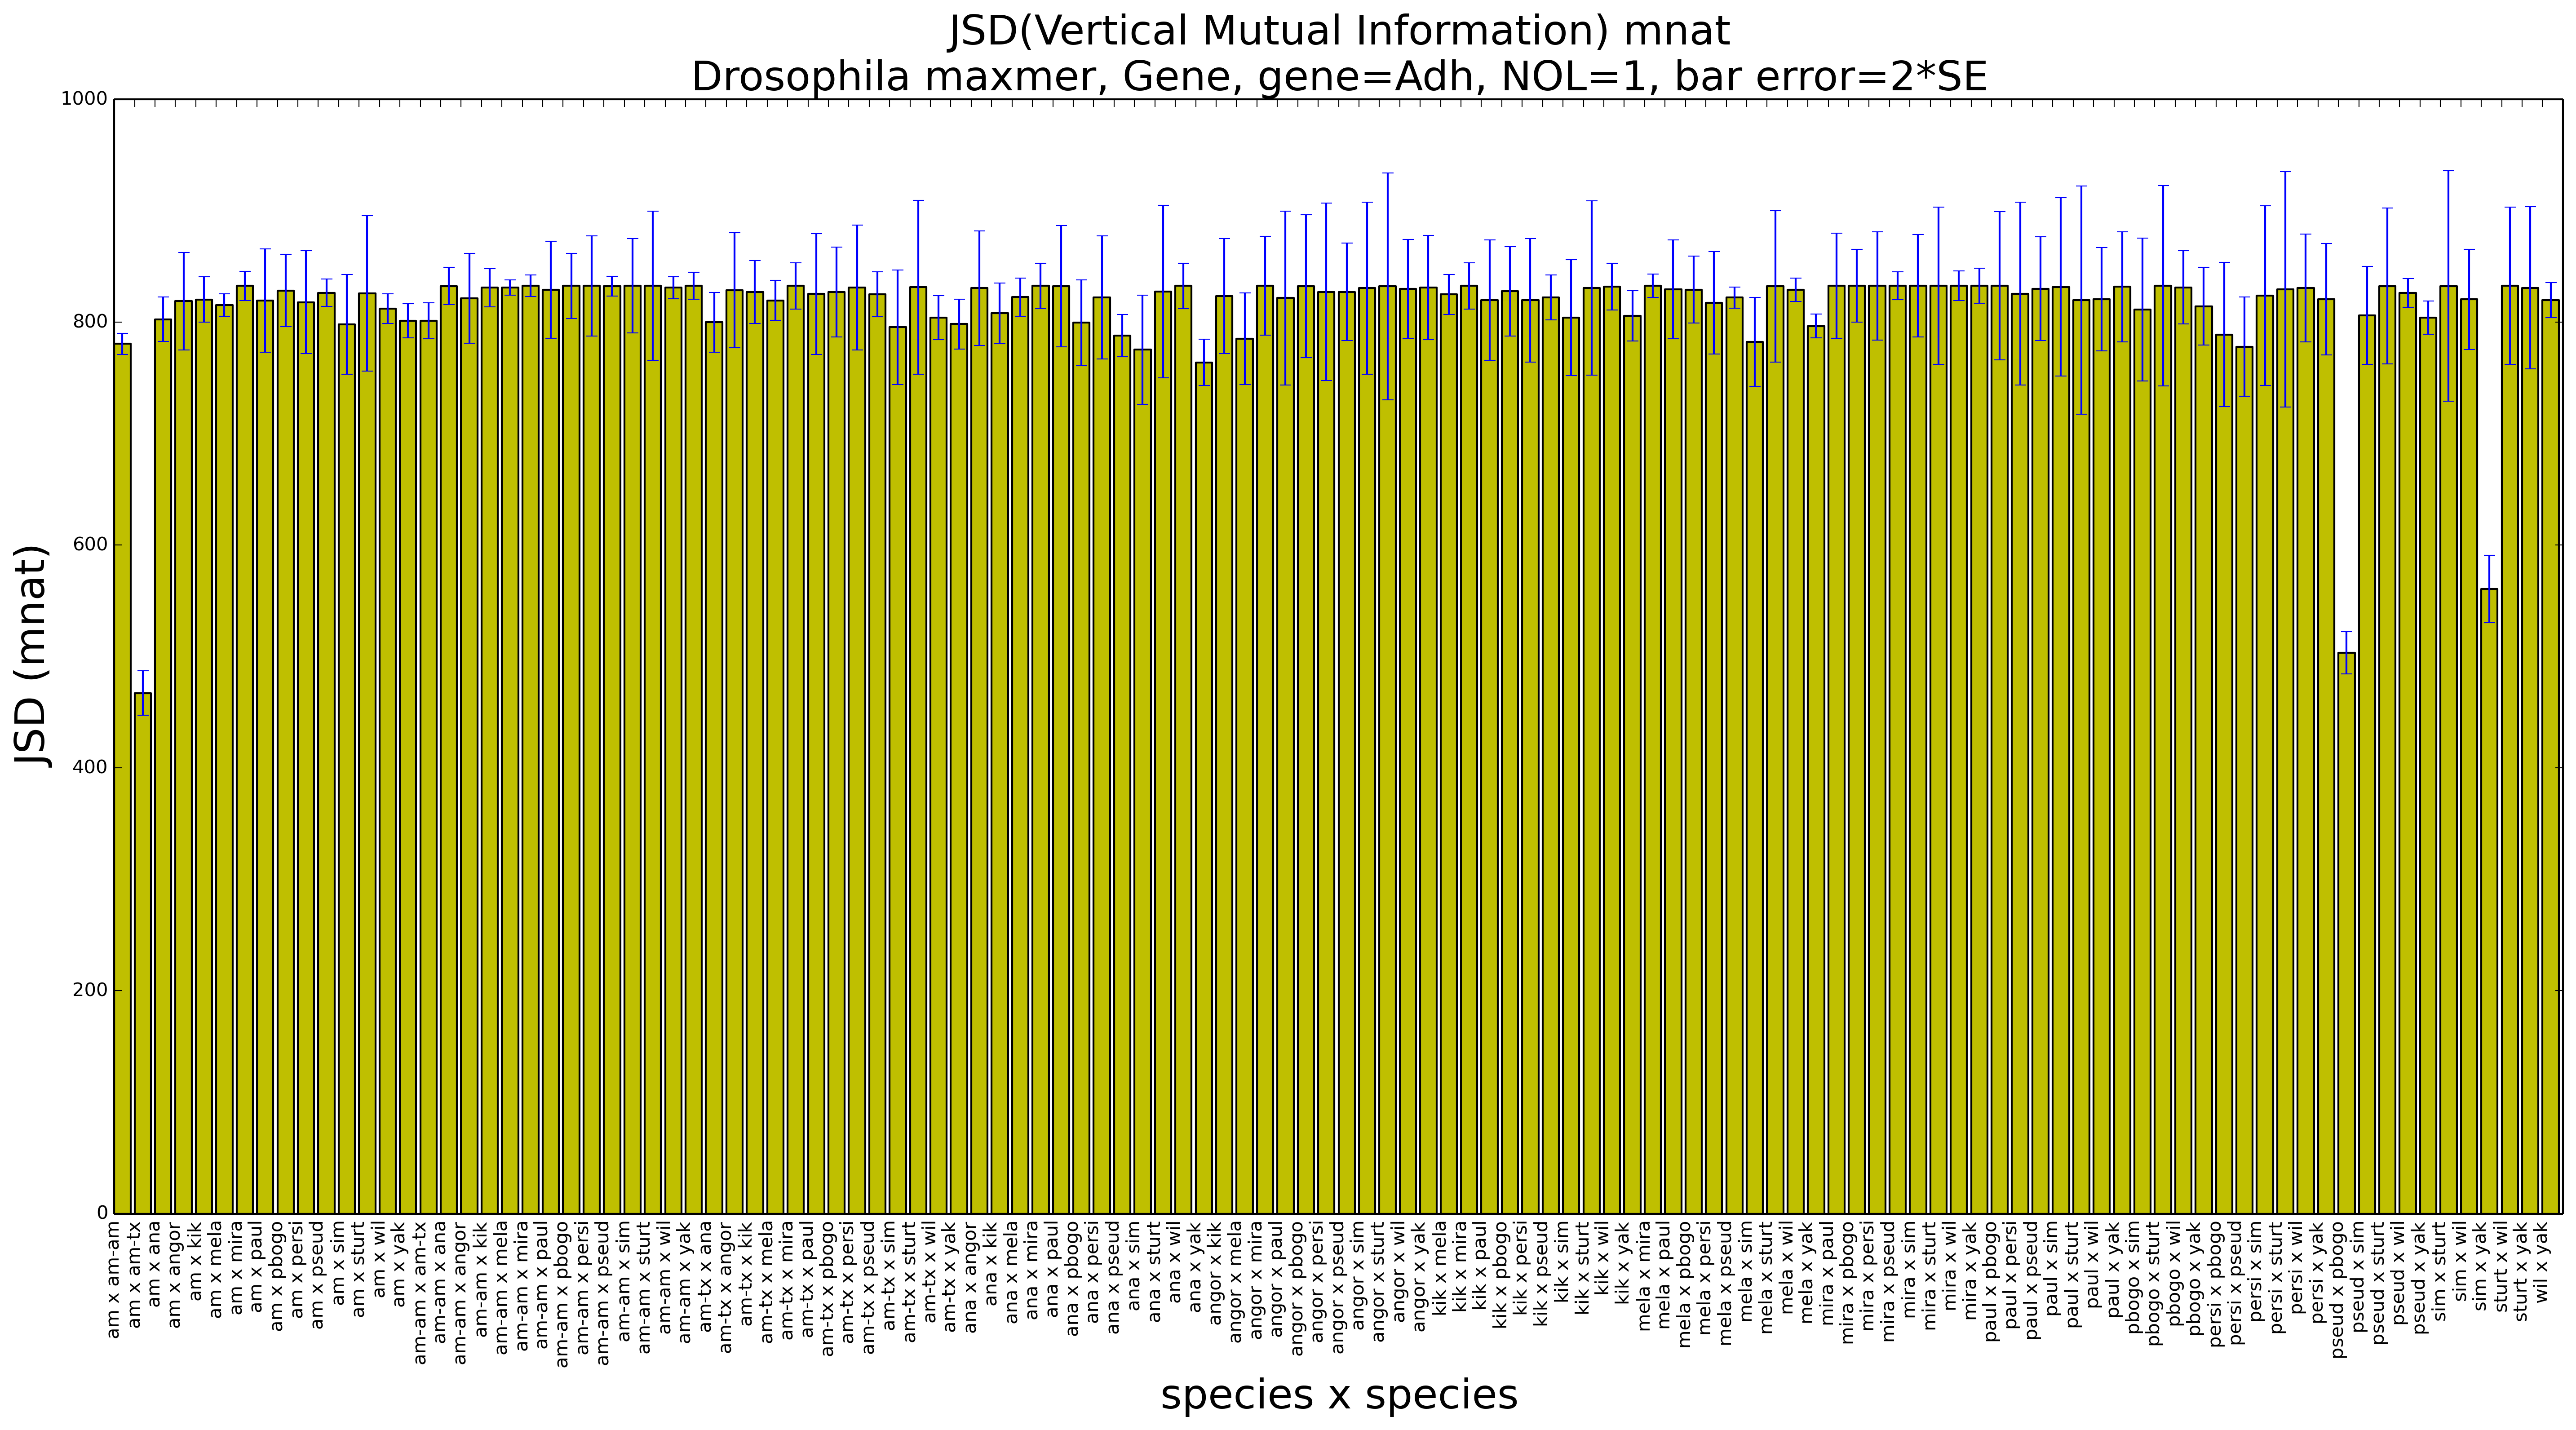 JSD(Vertical Mutual Information) mnat
Drosophila maxmer, Gene, gene=Adh, NOL=1, bar error=2*SE
JSD (mnat)
1000
800
600
400
200
0
am x am-am
am x am-tx
am x ana
am x angor
am x kik
am x mela
am x mira
am x paul
am x pbogo
am x persi
am x pseud
am x sim
am x sturt
am x wil
am x yak
am-am x am-tx
am-am x ana
am-am x angor
am-am x kik
am-am x mela
am-am x mira
am-am x paul
am-am x pbogo
am-am x persi
am-am x pseud
am-am x sim
am-am x sturt
am-am x wil
am-am x yak
am-tx x ana
am-tx x angor
am-tx x kik
am-tx x mela
am-tx x mira
am-tx x paul
am-tx x pbogo
am-tx x persi
am-tx x pseud
am-tx x sim
am-tx x sturt
am-tx x wil
am-tx x yak
ana x angor
ana x kik
ana x mela
ana x mira
ana x paul
ana x pbogo
ana x persi
ana x pseud
ana x sim
ana x sturt
ana x wil
ana x yak
angor x kik
angor x mela
angor x mira
angor x paul
angor x pbogo
angor x persi
angor x pseud
angor x sim
angor x sturt
angor x wil
angor x yak
kik x mela
kik x mira
kik x paul
kik x pbogo
kik x persi
kik x pseud
kik x sim
kik x sturt
kik x wil
kik x yak
mela x mira
mela x paul
mela x pbogo
mela x persi
mela x pseud
mela x sim
mela x sturt
mela x wil
mela x yak
mira x paul
mira x pbogo
mira x persi
mira x pseud
mira x sim
mira x sturt
mira x wil
mira x yak
paul x pbogo
paul x persi
paul x pseud
paul x sim
paul x sturt
paul x wil
paul x yak
pbogo x sim
pbogo x sturt
pbogo x wil
pbogo x yak
persi x pbogo
persi x pseud
persi x sim
persi x sturt
persi x wil
persi x yak
pseud x pbogo
pseud x sim
pseud x sturt
pseud x wil
pseud x yak
sim x sturt
sim x wil
sim x yak
sturt x wil
sturt x yak
wil x yak
species x species